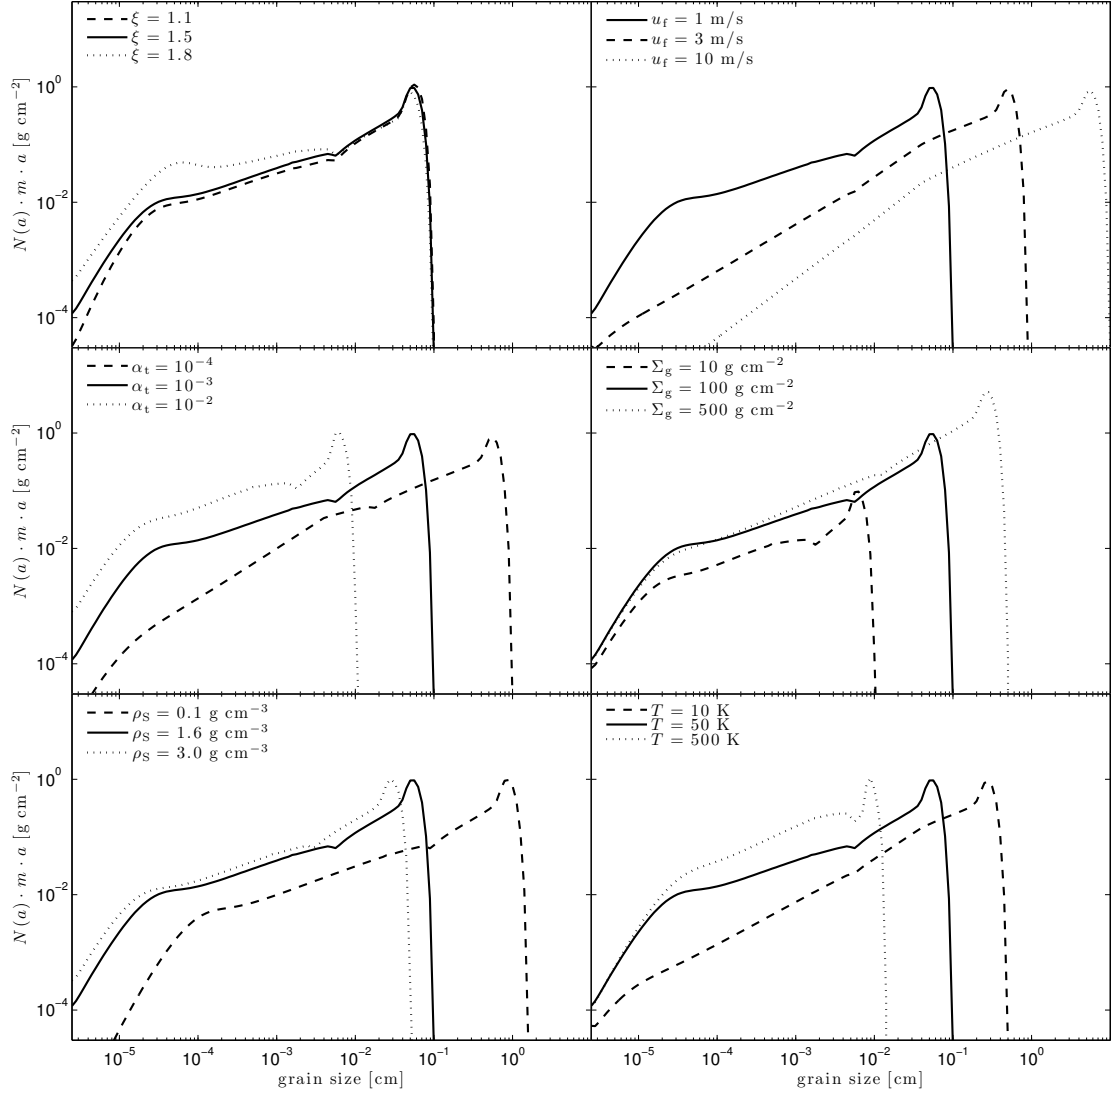 ξ = 1.1
ξ = 1.5
ξ = 1.8
u_f = 1 m/s
u_f = 3 m/s
u_f = 10 m/s
10^0
10^−2
10^−4
N(a) · m · a [g cm^−2]
α_t = 10^−4
α_t = 10^−3
α_t = 10^−2
Σ_g = 10 g cm^−2
Σ_g = 100 g cm^−2
Σ_g = 500 g cm^−2
10^0
10^−2
10^−4
N(a) · m · a [g cm^−2]
ρ_S = 0.1 g cm^−3
ρ_S = 1.6 g cm^−3
ρ_S = 3.0 g cm^−3
T = 10 K
T = 50 K
T = 500 K
10^0
10^−2
10^−4
N(a) · m · a [g cm^−2]
10^−5 10^−4 10^−3 10^−2 10^−1 10^0
10^−5 10^−4 10^−3 10^−2 10^−1 10^0
grain size [cm]
grain size [cm]